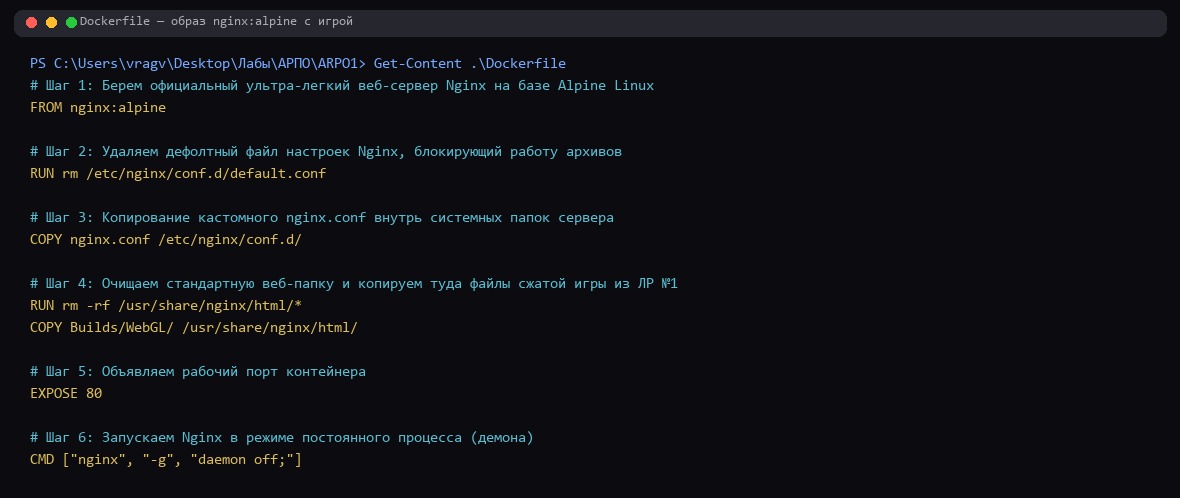 Dockerfile — образ nginx:alpine с игрой
PS C:\Users\vragv\Desktop\Лабы\АРПО\ARPO1> Get-Content .\Dockerfile
# Шаг 1: Берем официальный ультра-легкий веб-сервер Nginx на базе Alpine Linux
FROM nginx:alpine
# Шаг 2: Удаляем дефолтный файл настроек Nginx, блокирующий работу архивов
RUN rm /etc/nginx/conf.d/default.conf
# Шаг 3: Копирование кастомного nginx.conf внутрь системных папок сервера
COPY nginx.conf /etc/nginx/conf.d/
# Шаг 4: Очищаем стандартную веб-папку и копируем туда файлы сжатой игры из ЛР №1
RUN rm -rf /usr/share/nginx/html/*
COPY Builds/WebGL/ /usr/share/nginx/html/
# Шаг 5: Объявляем рабочий порт контейнера
EXPOSE 80
# Шаг 6: Запускаем Nginx в режиме постоянного процесса (демона)
CMD ["nginx", "-g", "daemon off;"]